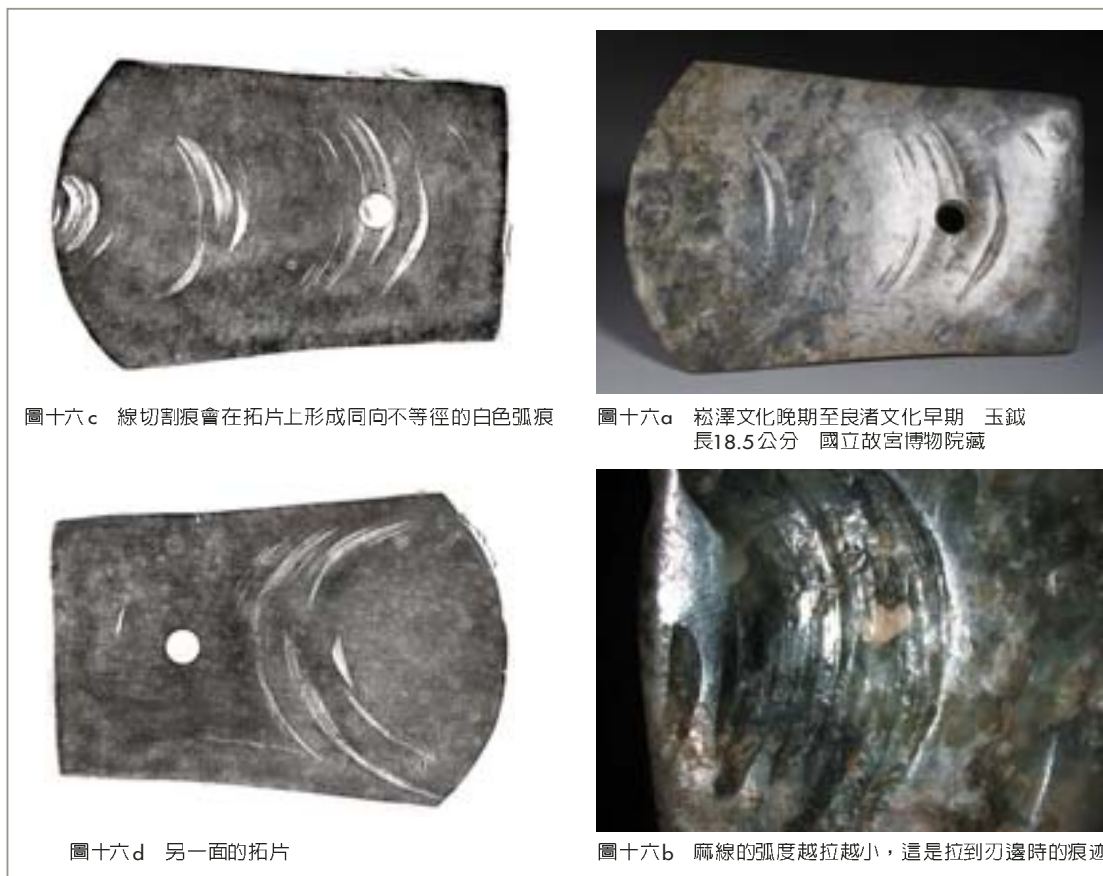 圖十六c 線切割痕會在拓片上形成同向不等徑的白色弧痕
圖十六a 崧澤文化晚期至良渚文化早期 玉鉞
長18.5公分 國立故宮博物院藏
圖十六d 另一面的拓片
圖十六b 麻線的弧度越拉越小，這是拉到刃邊時的痕迹